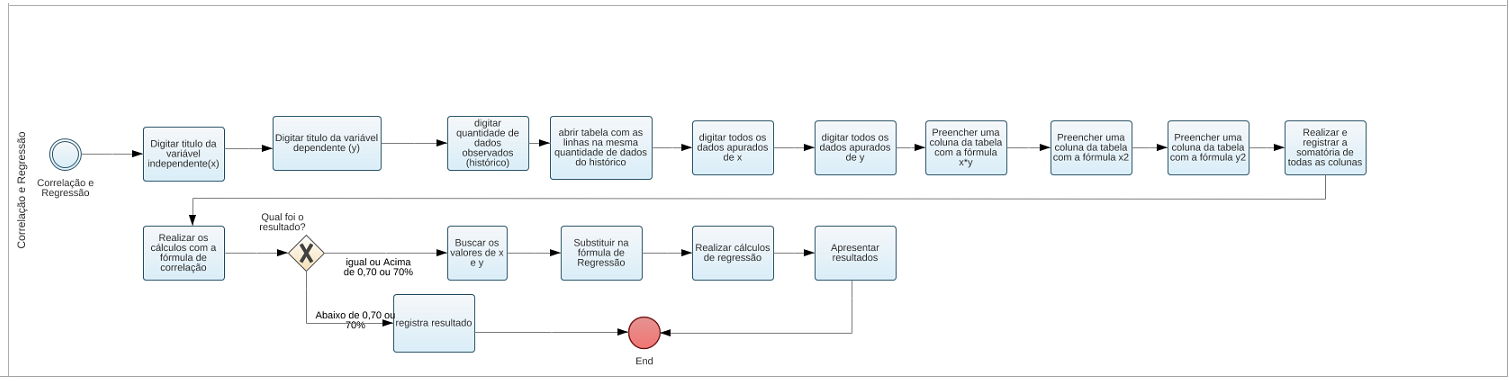 Correlação e Regressão
Correlação e
Regressão
Digitar titulo da
variável
independente(x)
Digitar titulo da variável
dependente (y)
digitar
quantidade de
dados
observados
(histórico)
abrir tabela com as
linhas na mesma
quantidade de dados
do histórico
digitar todos os
dados apurados
de x
digitar todos os
dados apurados
de y
Preencher uma
coluna da tabela
com a fórmula
x*y
Preencher uma
coluna da tabela
com a fórmula x2
Preencher uma
coluna da tabela
com a fórmula y2
Realizar e
registrar a
somatória de
todas as colunas
Realizar os
cálculos com a
fórmula de
correlação
Qual foi o
resultado?
igual ou Acima
de 0,70 ou 70%
Buscar os
valores de x
e y
Substituir na
fórmula de
Regressão
Realizar cálculos
de regressão
Apresentar
resultados
Abaixo de 0,70 ou
70%
registra resultado
End